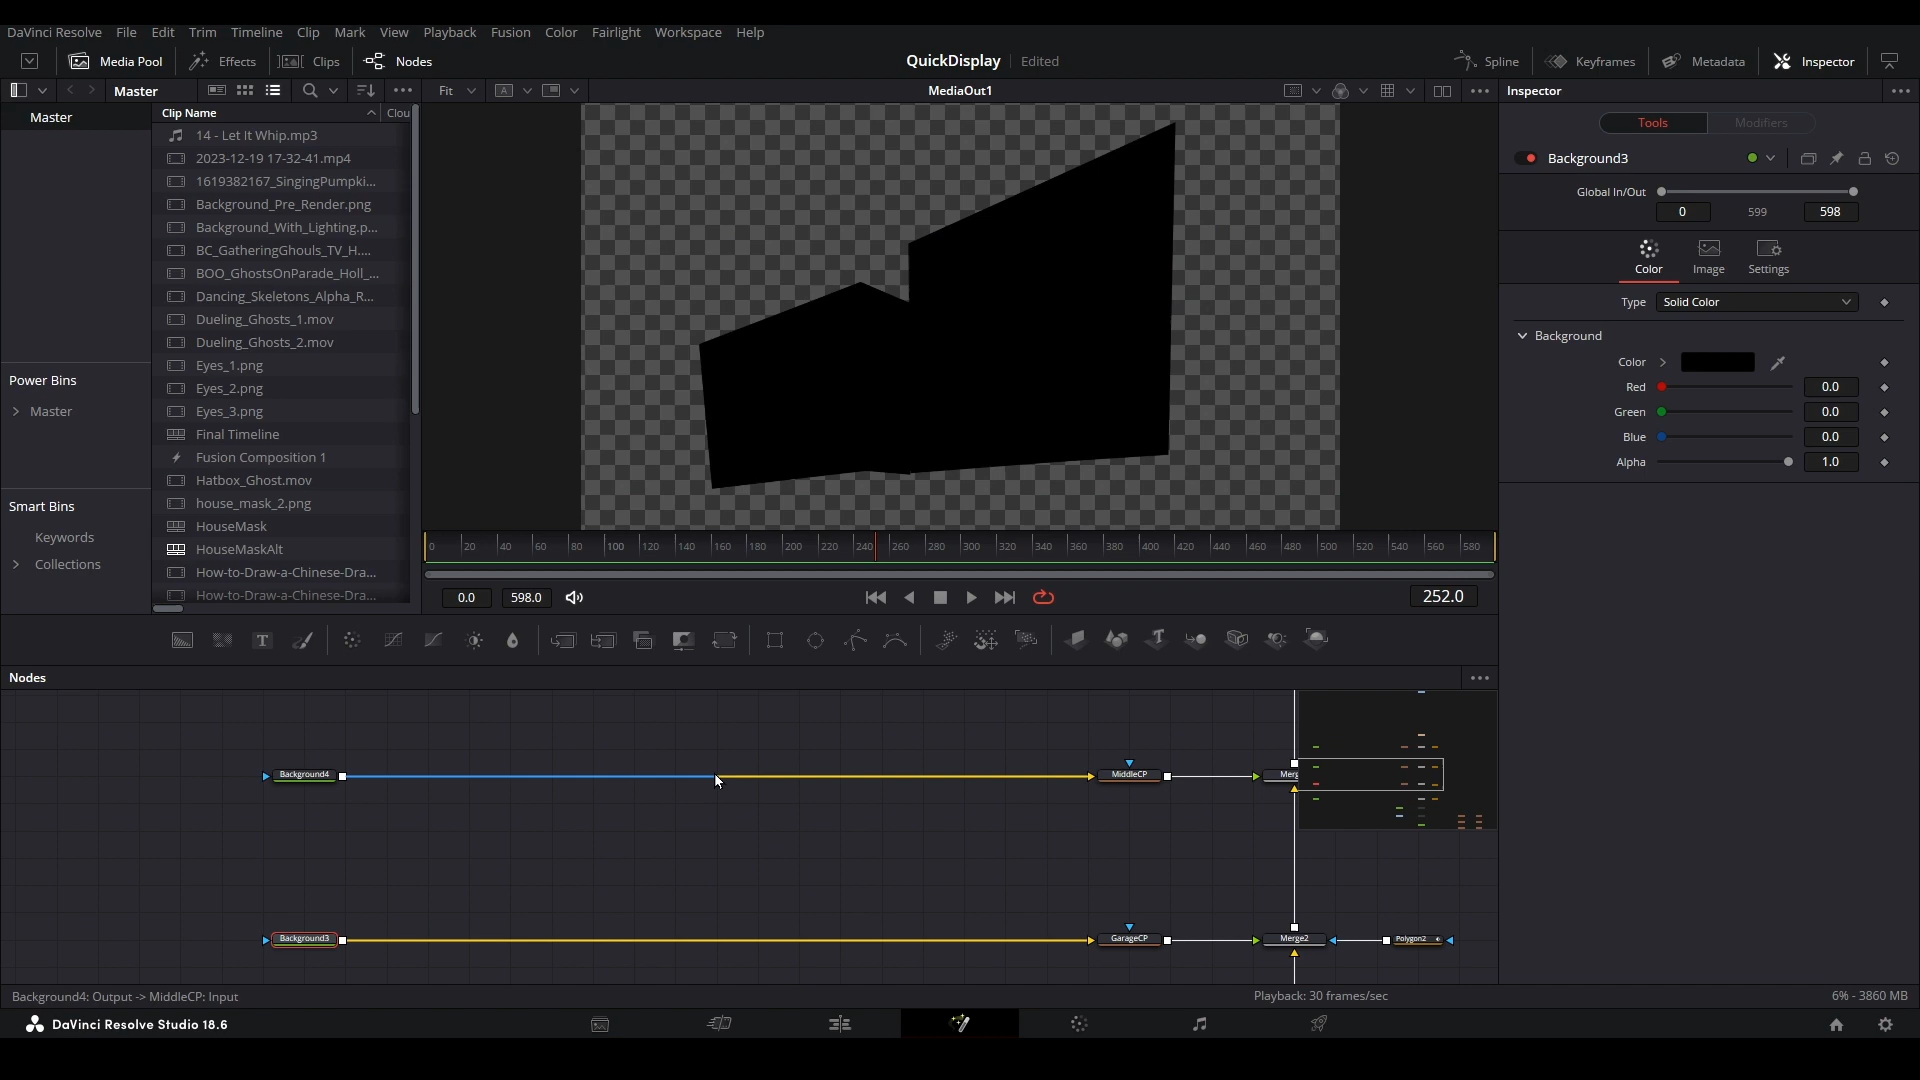 DaVinci Resolve File Edit Trim Timeline Clip Mark View Playback Fusion Color Fairlight Workspace Help
Media Pool Effects Clips Nodes QuickDisplay Edited Spline Keyframes Metadata Inspector
Master Fit A MediaOut1 Inspector
Master
Clip Name Clou
14 - Let It Whip.mp3
2023-12-19 17-32-41.mp4
1619382167_SingingPumpki...
Background_Pre_Render.png
Background_With_Lighting.p...
BC_GatheringGhouls_TV_H....
BOO_GhostsOnParade_Holl_...
Dancing_Skeletons_Alpha_R...
Dueling_Ghosts_1.mov
Dueling_Ghosts_2.mov
Eyes_1.png
Eyes_2.png
Eyes_3.png
Final Timeline
Fusion Composition 1
Hatbox_Ghost.mov
house_mask_2.png
HouseMask
HouseMaskAlt
How-to-Draw-a-Chinese-Dra...
How-to-Draw-a-Chinese-Dra...
Power Bins
Master
Smart Bins
Keywords
Collections
0 20 40 60 80 100 120 140 160 180 200 220 240 260 280 300 320 340 360 380 400 420 440 460 480 500 520 540 560 580
0.0 598.0 252.0
Tools Modifiers
Background3
Global In/Out
0 599 598
Color Image Settings
Type Solid Color
Background
Color
Red 0.0
Green 0.0
Blue 0.0
Alpha 1.0
T
T
Nodes
Background4 MiddleCP Merg
Background3 GarageCP Merge2 Polygon2
Background4: Output -> MiddleCP: Input Playback: 30 frames/sec 6% - 3860 MB
DaVinci Resolve Studio 18.6